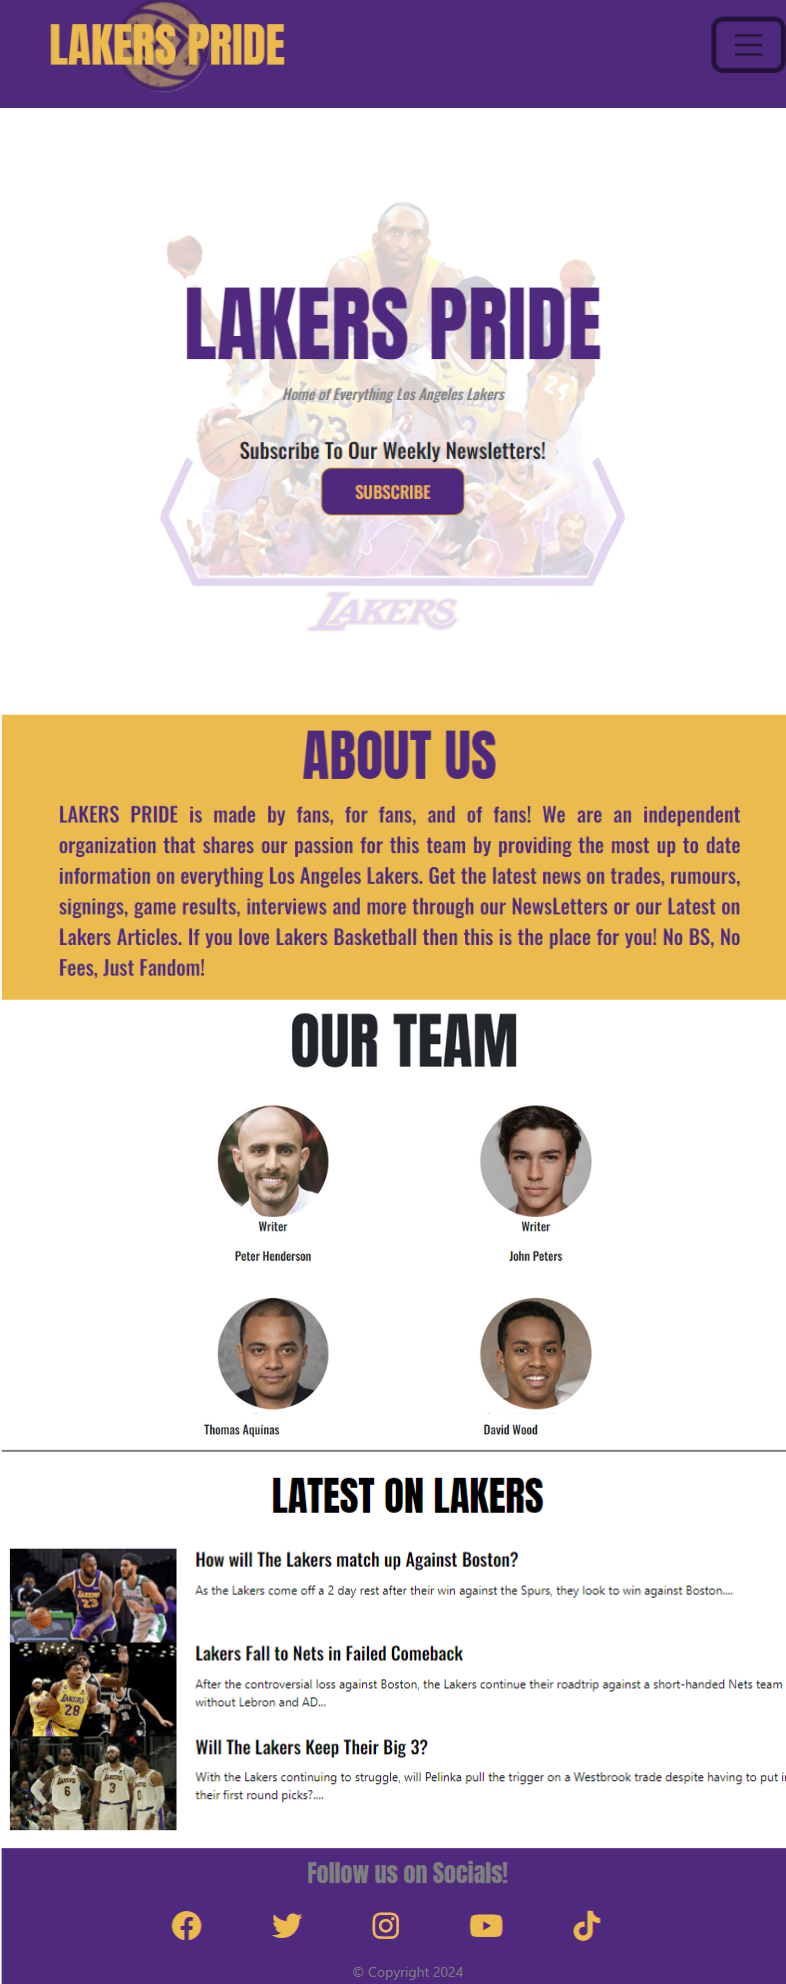 LAKERS PRIDE
LAKERS PRIDE
Home of Everything Los Angeles Lakers
23
24
Subscribe To Our Weekly Newsletters!
SUBSCRIBE
LAKERS
ABOUT US
LAKERS PRIDE is made by fans, for fans, and of fans! We are an independent
organization that shares our passion for this team by providing the most up to date
information on everything Los Angeles Lakers. Get the latest news on trades, rumours,
signings, game results, interviews and more through our NewsLetters or our Latest on
Lakers Articles. If you love Lakers Basketball then this is the place for you! No BS, No
Fees, Just Fandom!
OUR TEAM
Writer
Writer
Peter Henderson
John Peters
Thomas Aquinas
David Wood
LATEST ON LAKERS
How will The Lakers match up Against Boston?
As the Lakers come off a 2 day rest after their win against the Spurs, they look to win against Boston....
23
Lakers Fall to Nets in Failed Comeback
After the controversial loss against Boston, the Lakers continue their roadtrip against a short-handed Nets team
without Lebron and AD...
LAKERS
28
Will The Lakers Keep Their Big 3?
With the Lakers continuing to struggle, will Pelinka pull the trigger on a Westbrook trade despite having to put
their first round picks?....
6
3
0
Follow us on Socials!
© Copyright 2024